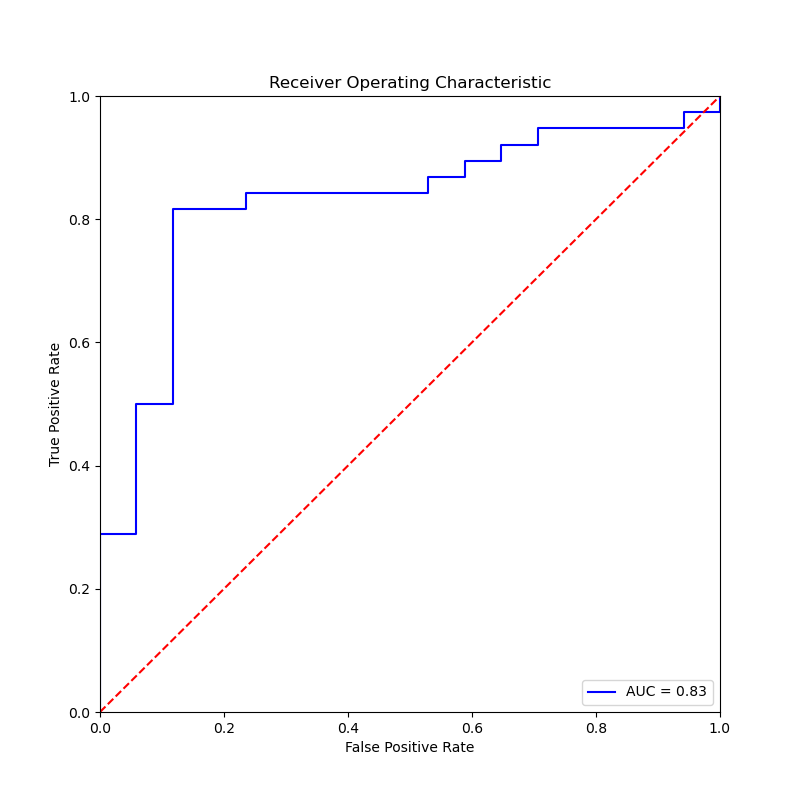 Receiver Operating Characteristic
1.0
0.8
0.6
0.4
0.2
0.0
True Positive Rate
AUC = 0.83
0.0 0.2 0.4 0.6 0.8 1.0
False Positive Rate